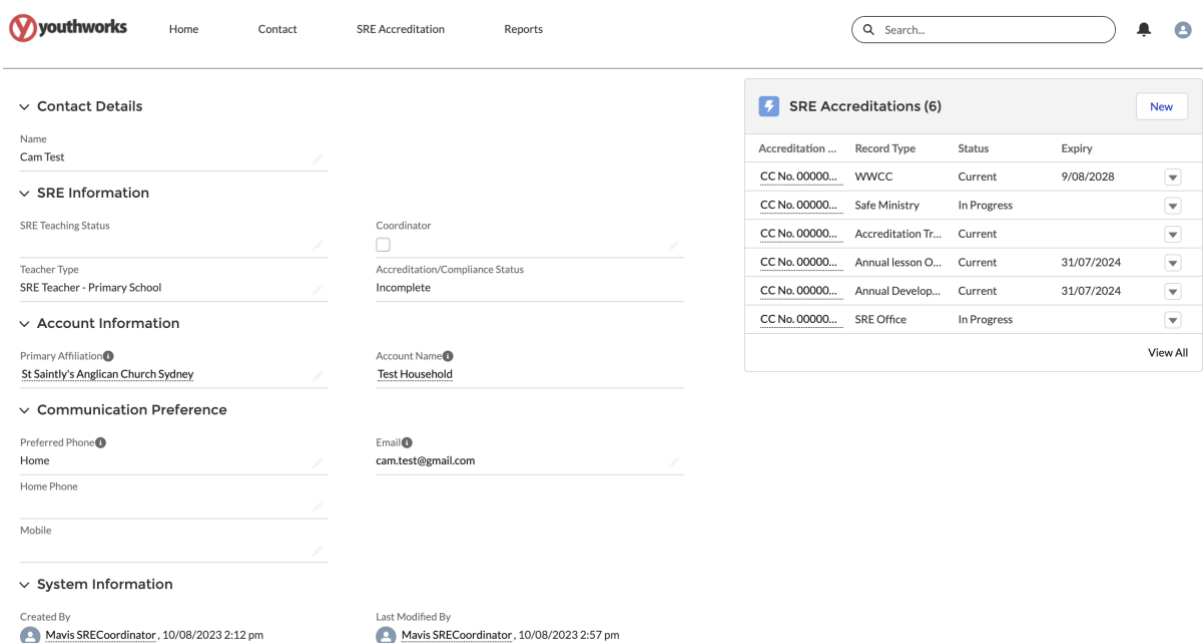 youthworks
Home
Contact
SRE Accreditation
Reports
Search...
Contact Details
Name
Cam Test
SRE Information
SRE Teaching Status
Coordinator
Teacher Type
Accreditation/Compliance Status
SRE Teacher - Primary School
Incomplete
Account Information
Primary Affiliation
Account Name
St Saintly's Anglican Church Sydney
Test Household
Communication Preference
Preferred Phone
Email
Home
cam.test@gmail.com
Home Phone
Mobile
System Information
Created By
Last Modified By
Mavis SRECoordinator, 10/08/2023 2:12 pm
Mavis SRECoordinator, 10/08/2023 2:57 pm
SRE Accreditations (6)
New
Accreditation ... Record Type Status Expiry
CC No. 00000... WWCC Current 9/08/2028
CC No. 00000... Safe Ministry In Progress
CC No. 00000... Accreditation Tr... Current
CC No. 00000... Annual lesson O... Current 31/07/2024
CC No. 00000... Annual Develop... Current 31/07/2024
CC No. 00000... SRE Office In Progress
View All